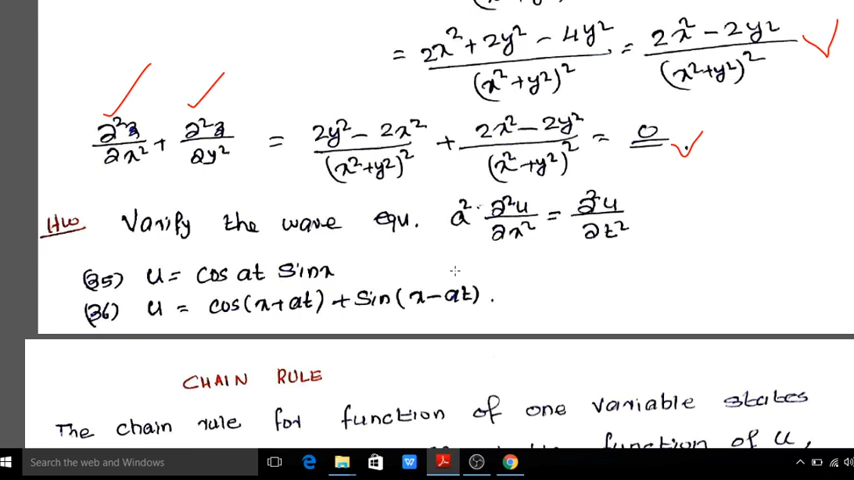 = 2x² + 2y² - 4y² / (x² + y²)² = 2x² - 2y² / (x² + y²)²
∂²z/∂x² + ∂²z/∂y² = 2y² - 2x² / (x² + y²)² + 2x² - 2y² / (x² + y²)² = 0.
HW Varify the wave equ. a² · ∂²u/∂x² = ∂²u/∂t²
(35) u = cos at sin x
(36) u = cos(x + at) + sin(x - at).
CHAIN RULE
The chain rule for function of one variable states
function of u,
Search the web and Windows